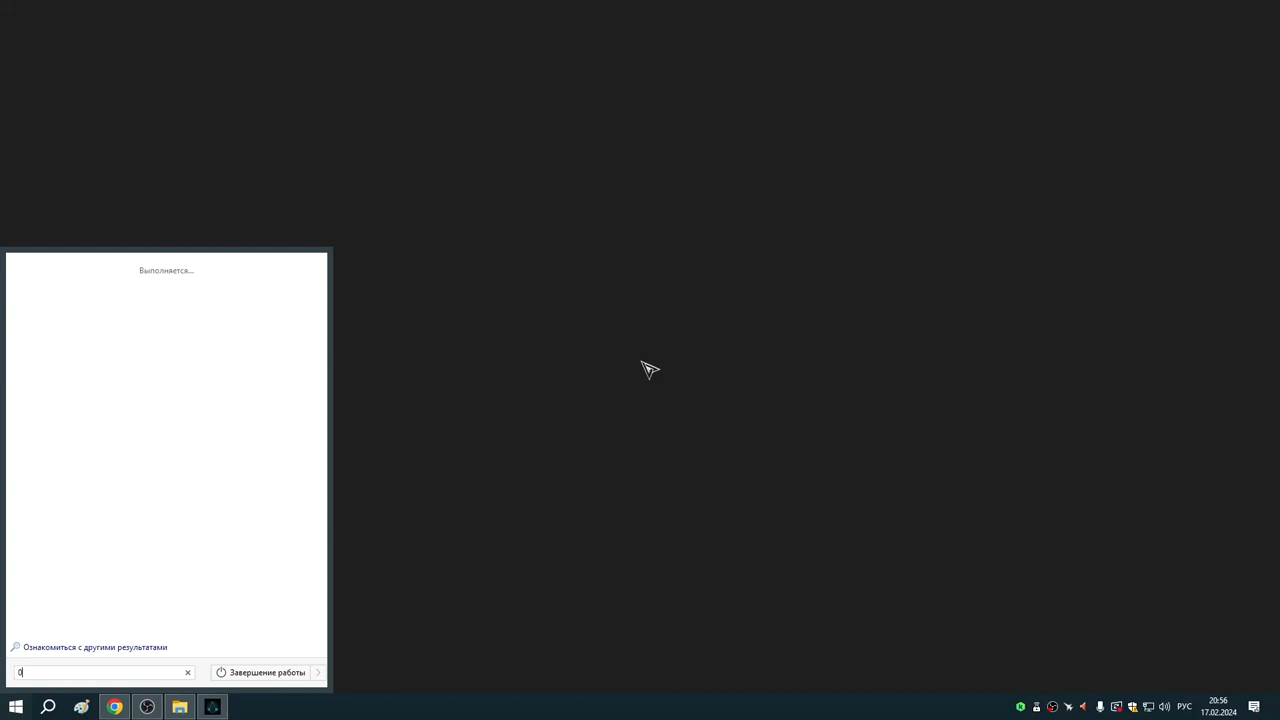 Выполняется...
Ознакомиться с другими результатами
0
Завершение работы
РУС
20:56
17.02.2024